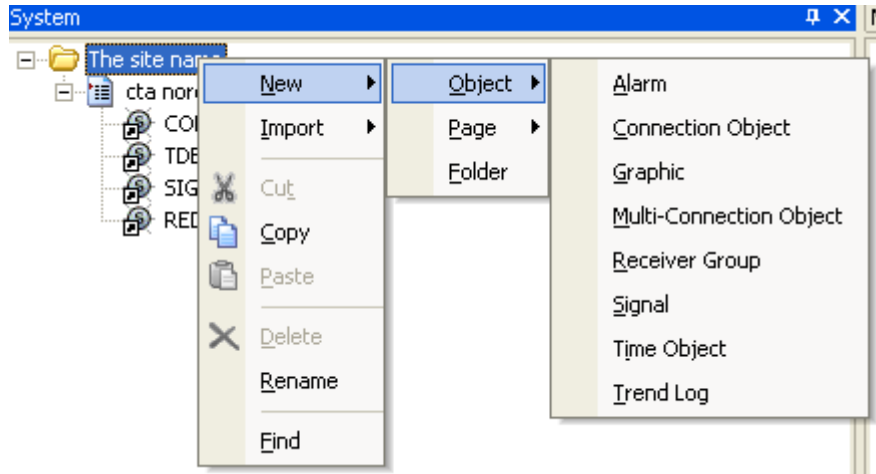 System
The site name
cta nor
COI
TDE
SIG
RED
New
Import
Cut
Copy
Paste
Delete
Rename
Find
Object
Page
Folder
Alarm
Connection Object
Graphic
Multi-Connection Object
Receiver Group
Signal
Time Object
Trend Log